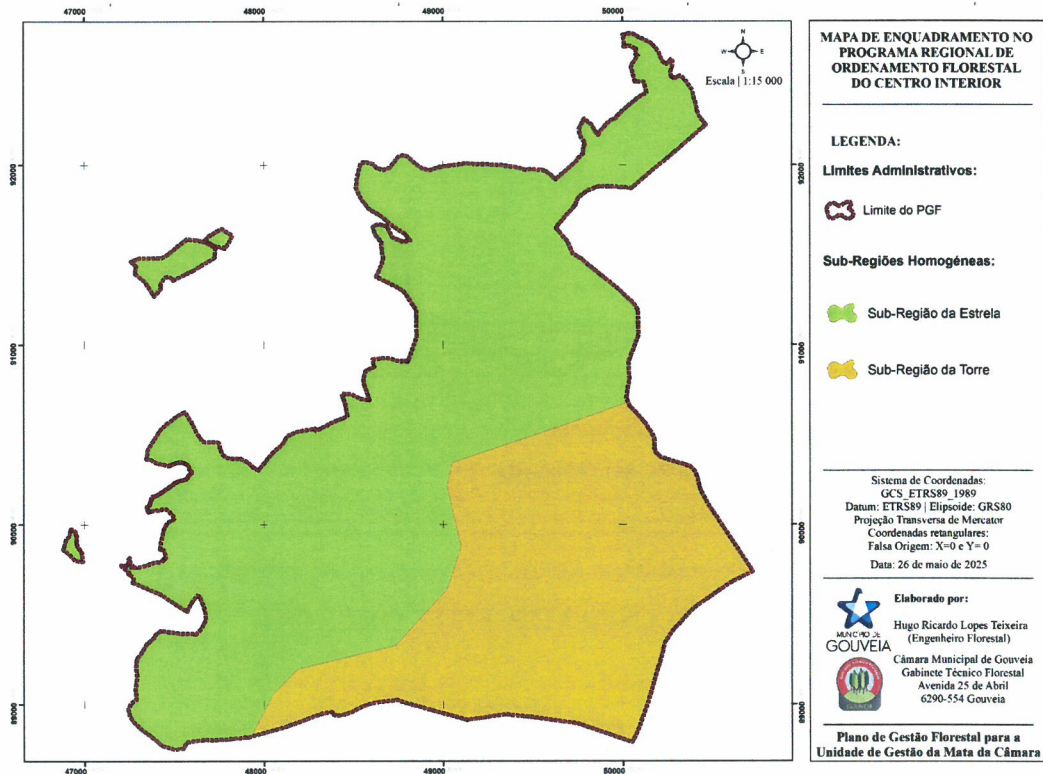 47000 48000 49000 50000
N
W E
S
Escala | 1:15 000
92000 92000
91000 91000
90000 90000
89000 89000
47000 48000 49000 50000
MAPA DE ENQUADRAMENTO NO
PROGRAMA REGIONAL DE
ORDENAMENTO FLORESTAL
DO CENTRO INTERIOR
LEGENDA:
Limites Administrativos:
Limite do PGF
Sub-Regiões Homogéneas:
Sub-Região da Estrela
Sub-Região da Torre
Sistema de Coordenadas:
GCS_ETRS89_1989
Datum: ETRS89 | Elipsoide: GRS80
Projeção Transversa de Mercator
Coordenadas retangulares:
Falsa Origem: X=0 e Y= 0
Data: 26 de maio de 2025
MUNICÍPIO DE
GOUVEIA
Elaborado por:
Hugo Ricardo Lopes Teixeira
(Engenheiro Florestal)
Câmara Municipal de Gouveia
Gabinete Técnico Florestal
Avenida 25 de Abril
6290-554 Gouveia
GOUVEIA
Plano de Gestão Florestal para a
Unidade de Gestão da Mata da Câmara